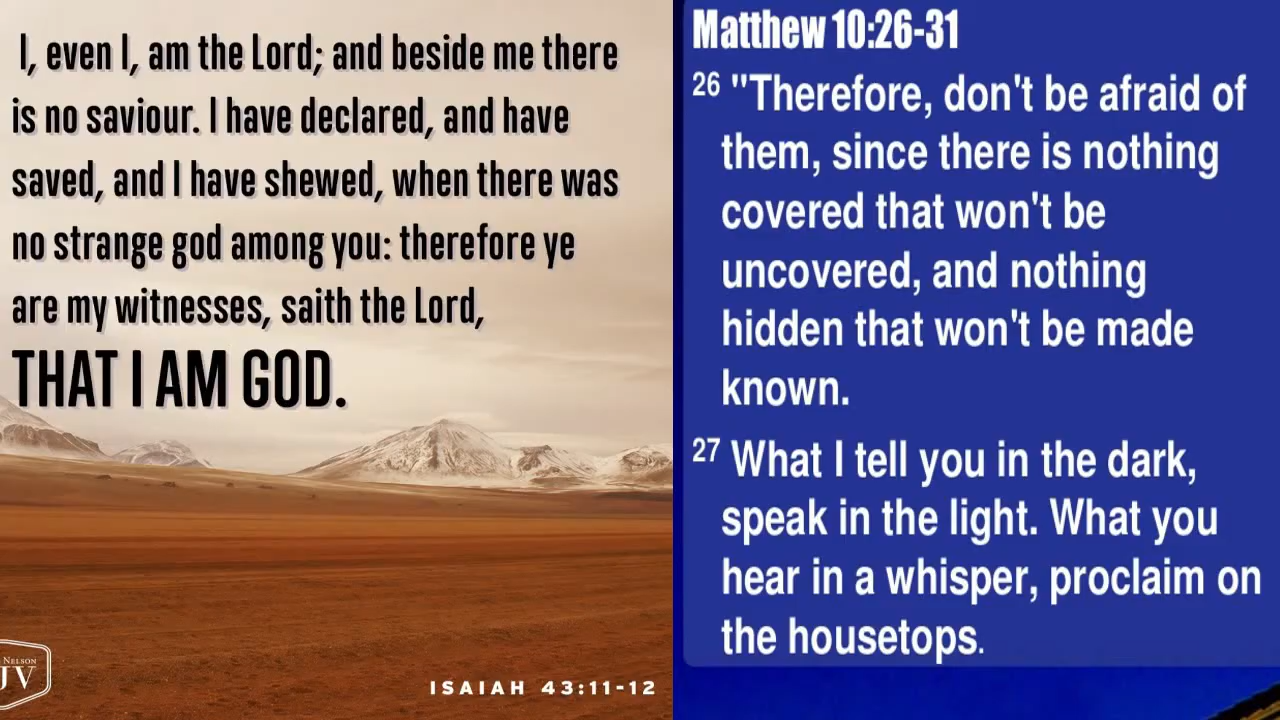 I, even I, am the Lord; and beside me there
is no saviour. I have declared, and have
saved, and I have shewed, when there was
no strange god among you: therefore ye
are my witnesses, saith the Lord,
THAT I AM GOD.
NELSON
JV
ISAIAH 43:11-12
Matthew 10:26-31
26 "Therefore, don't be afraid of
them, since there is nothing
covered that won't be
uncovered, and nothing
hidden that won't be made
known.
27 What I tell you in the dark,
speak in the light. What you
hear in a whisper, proclaim on
the housetops.